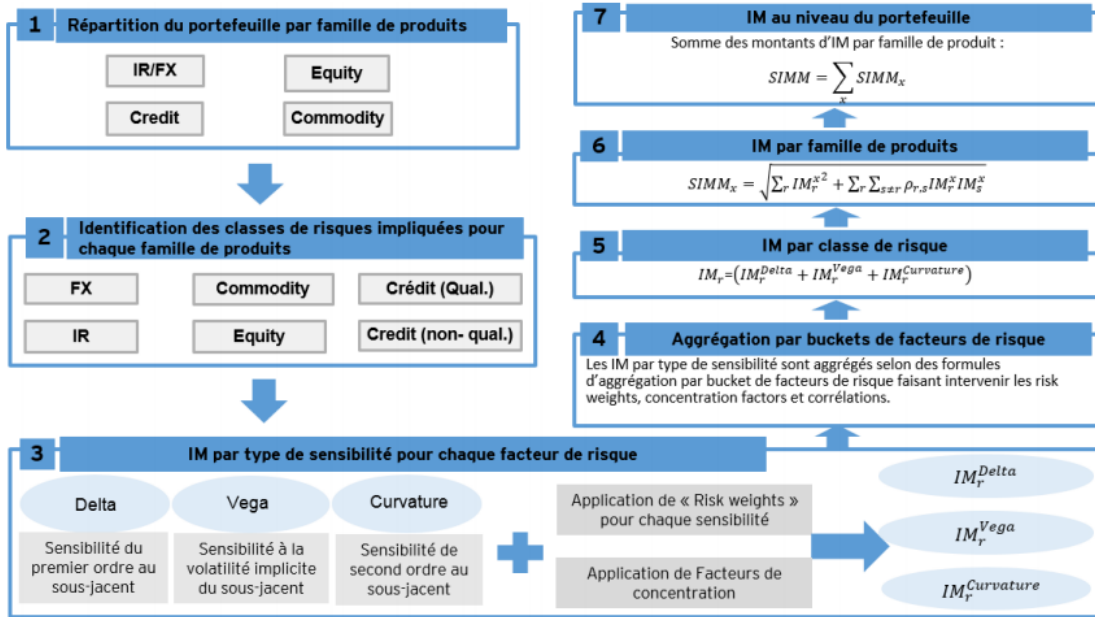 1 Répartition du portefeuille par famille de produits
IR/FX
Equity
Credit
Commodity
2 Identification des classes de risques impliquées pour
chaque famille de produits
FX
Commodity
Crédit (Qual.)
IR
Equity
Credit (non- qual.)
3 IM par type de sensibilité pour chaque facteur de risque
Delta
Vega
Curvature
Sensibilité du
premier ordre au
sous-jacent
Sensibilité à la
volatilité implicite
du sous-jacent
Sensibilité de
second ordre au
sous-jacent
Application de « Risk weights »
pour chaque sensibilité
Application de Facteurs de
concentration
IM_r^{Delta}
IM_r^{Vega}
IM_r^{Curvature}
4 Aggrégation par buckets de facteurs de risque
Les IM par type de sensibilité sont aggrégés selon des formules
d’aggrégation par bucket de facteurs de risque faisant intervenir les risk
weights, concentration factors et corrélations.
5 IM par classe de risque
IM_r=(IM_r^{Delta} + IM_r^{Vega} + IM_r^{Curvature})
6 IM par famille de produits
SIMM_x = √(∑_r IM_r^{x2} + ∑_r ∑_{s≠r} ρ_{r,s} IM_r^x IM_s^x)
7 IM au niveau du portefeuille
Somme des montants d’IM par famille de produit :
SIMM = ∑_x SIMM_x